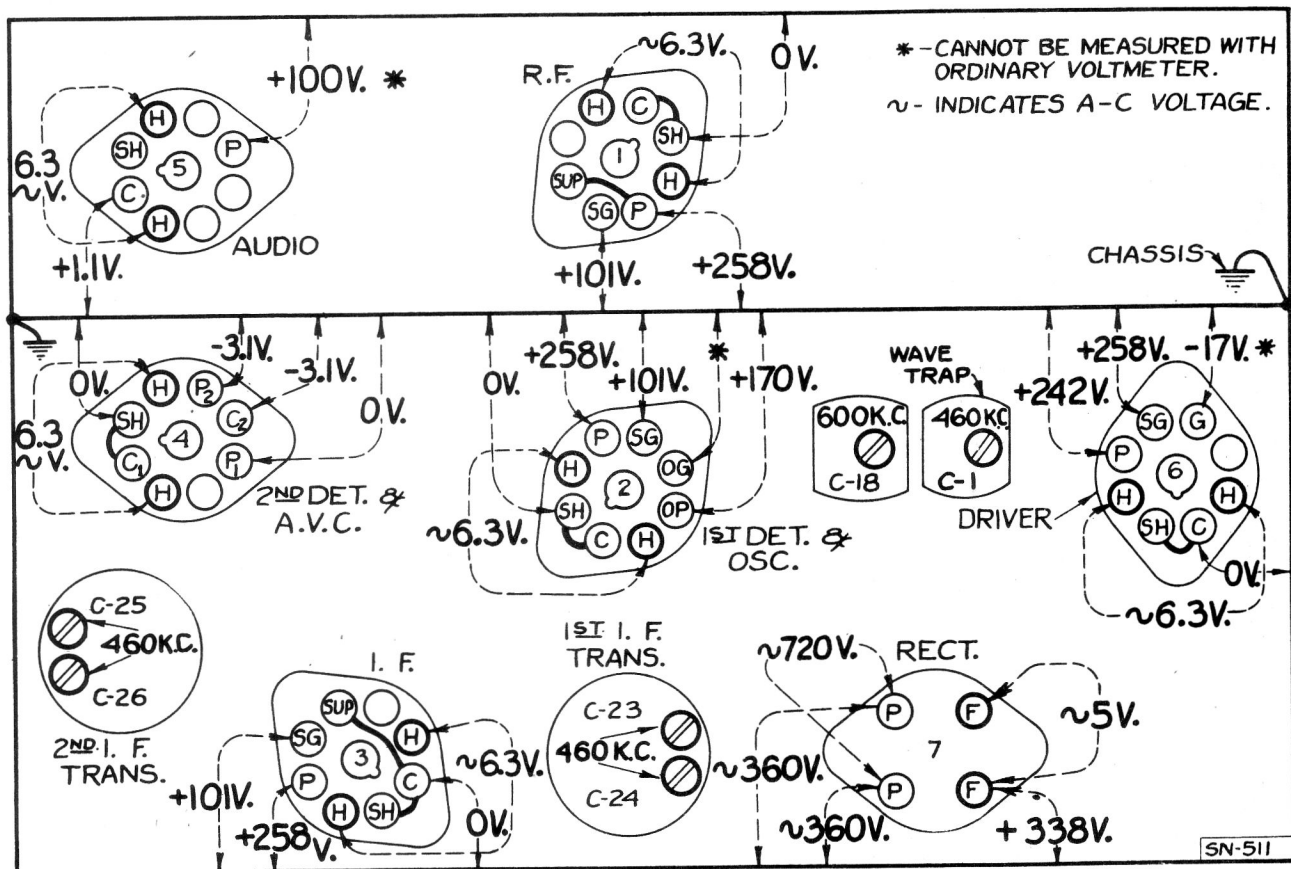 * - CANNOT BE MEASURED WITH
ORDINARY VOLTMETER.
~ - INDICATES A-C VOLTAGE.
+100V. *
R.F.
~6.3V.
0V.
H
SH
P
5
C
H
6.3
~V.
+1.1V.
AUDIO
H
C
SH
1
H
SUP
SG
P
+101V.
+258V.
CHASSIS
0V.
-3.1V.
-3.1V.
0V.
H
P2
SH
C2
4
C1
P1
H
6.3
~V.
2ND DET. &
A.V.C.
0V.
+258V.
+101V.
*
+170V.
P
SG
H
OG
2
SH
OP
C
H
~6.3V.
1ST DET. &
OSC.
WAVE
TRAP
600K.C.
C-18
460KC
C-1
+242V.
+258V.
-17V. *
SG
G
P
6
H
H
SH
C
DRIVER
0V.
~6.3V.
C-25
460K.C.
C-26
2ND I. F.
TRANS.
I. F.
SUP
SG
H
3
P
C
H
SH
+101V.
+258V.
~6.3V.
0V.
1ST I. F.
TRANS.
C-23
460K.C.
C-24
~720V.
RECT.
P
F
7
P
F
~5V.
~360V.
~360V.
+338V.
SN-511